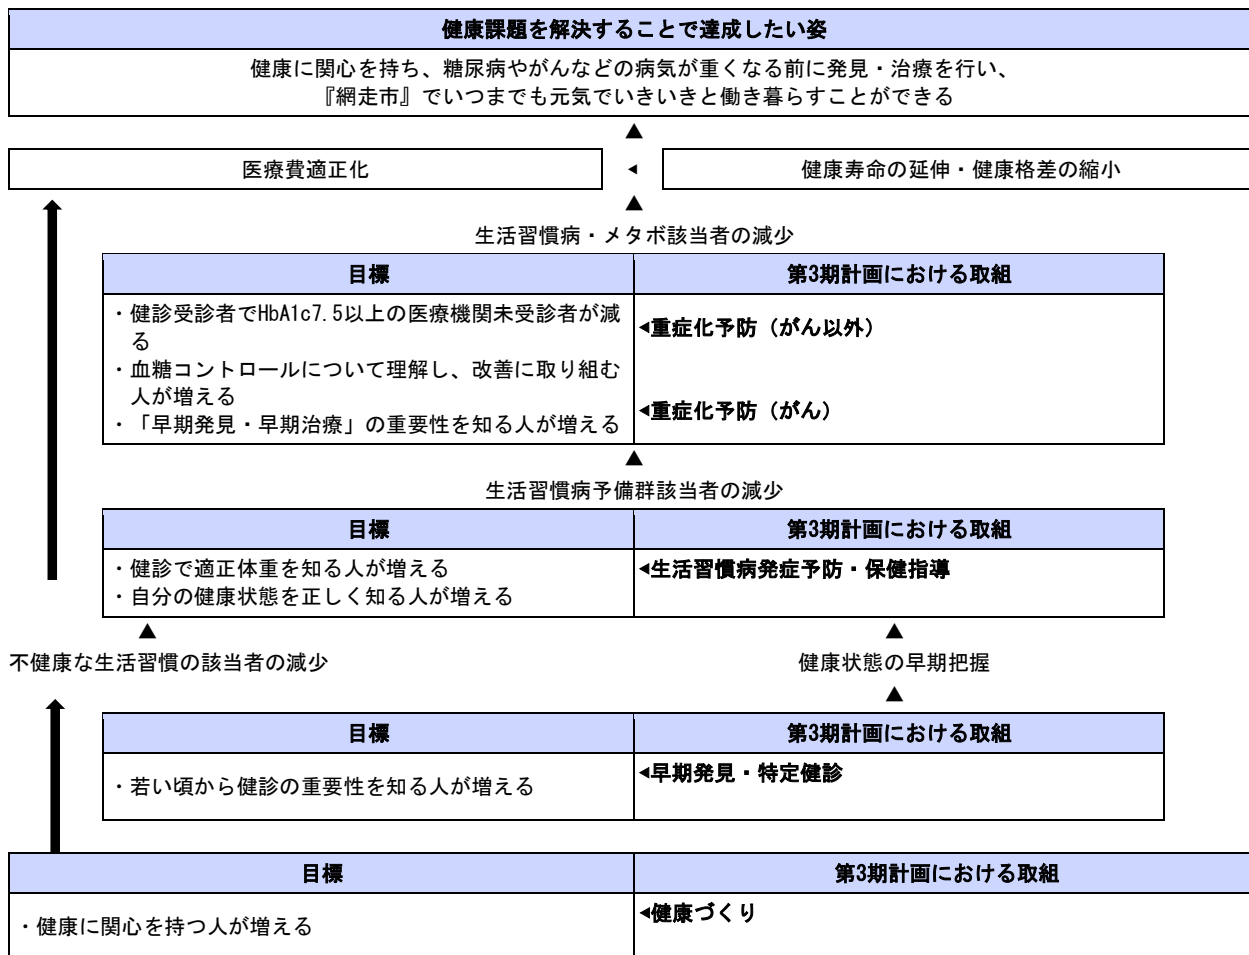 健康課題を解決することで達成したい姿
健康に関心を持ち、糖尿病やがんなどの病気が重くなる前に発見・治療を行い、
『網走市』でいつまでも元気でいきいきと働き暮らすことができる
▲
医療費適正化
◀
健康寿命の延伸・健康格差の縮小
▲
生活習慣病・メタボ該当者の減少
目標
第3期計画における取組
・健診受診者でHbA1c7.5以上の医療機関未受診者が減
る
・血糖コントロールについて理解し、改善に取り組む
人が増える
・「早期発見・早期治療」の重要性を知る人が増える
◀重症化予防（がん以外）
◀重症化予防（がん）
▲
生活習慣病予備群該当者の減少
目標
第3期計画における取組
・健診で適正体重を知る人が増える
・自分の健康状態を正しく知る人が増える
◀生活習慣病発症予防・保健指導
▲
▲
不健康な生活習慣の該当者の減少
健康状態の早期把握
▲
目標
第3期計画における取組
・若い頃から健診の重要性を知る人が増える
◀早期発見・特定健診
目標
第3期計画における取組
・健康に関心を持つ人が増える
◀健康づくり